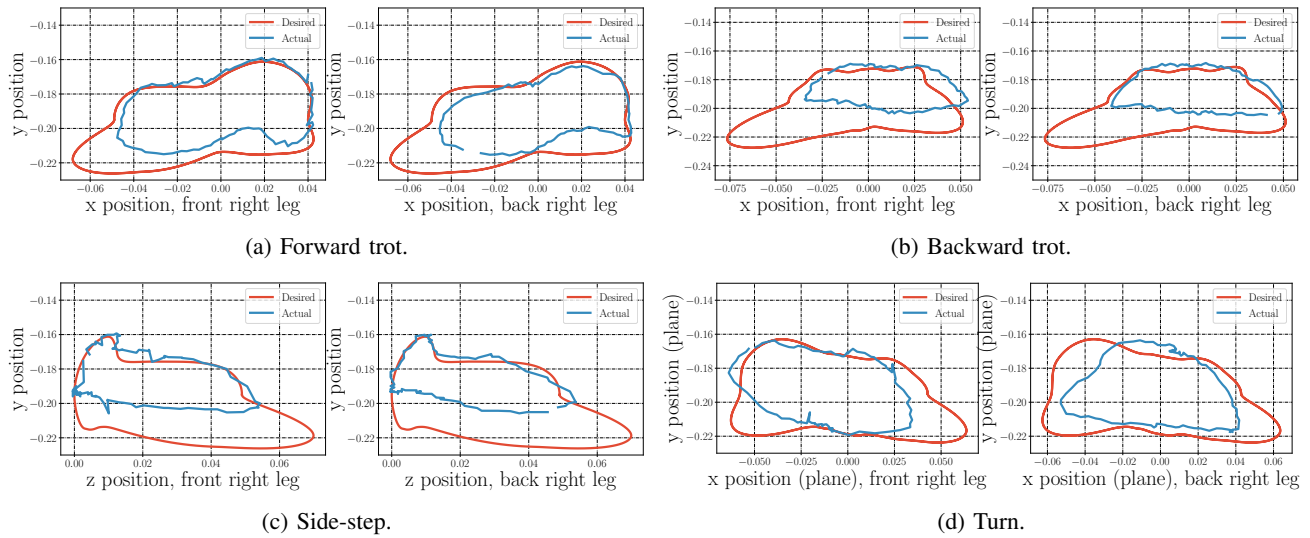 Desired
Actual
Desired
Actual
Desired
Actual
Desired
Actual
y position
−0.14
−0.16
−0.18
−0.20
−0.22
y position
−0.14
−0.16
−0.18
−0.20
−0.22
y position
−0.14
−0.16
−0.18
−0.20
−0.22
−0.24
y position
−0.14
−0.16
−0.18
−0.20
−0.22
−0.24
−0.06 −0.04 −0.02 0.00 0.02 0.04
−0.06 −0.04 −0.02 0.00 0.02 0.04
−0.075 −0.050 −0.025 0.000 0.025 0.050
−0.075 −0.050 −0.025 0.000 0.025 0.050
x position, front right leg
x position, back right leg
x position, front right leg
x position, back right leg
(a) Forward trot.
(b) Backward trot.
Desired
Actual
Desired
Actual
Desired
Actual
Desired
Actual
y position
−0.14
−0.16
−0.18
−0.20
−0.22
y position
−0.14
−0.16
−0.18
−0.20
−0.22
y position (plane)
−0.14
−0.16
−0.18
−0.20
−0.22
y position (plane)
−0.14
−0.16
−0.18
−0.20
−0.22
0.00 0.02 0.04 0.06
0.00 0.02 0.04 0.06
−0.050 −0.025 0.000 0.025 0.050
−0.06 −0.04 −0.02 0.00 0.02 0.04 0.06
z position, front right leg
z position, back right leg
x position (plane), front right leg
x position (plane), back right leg
(c) Side-step.
(d) Turn.